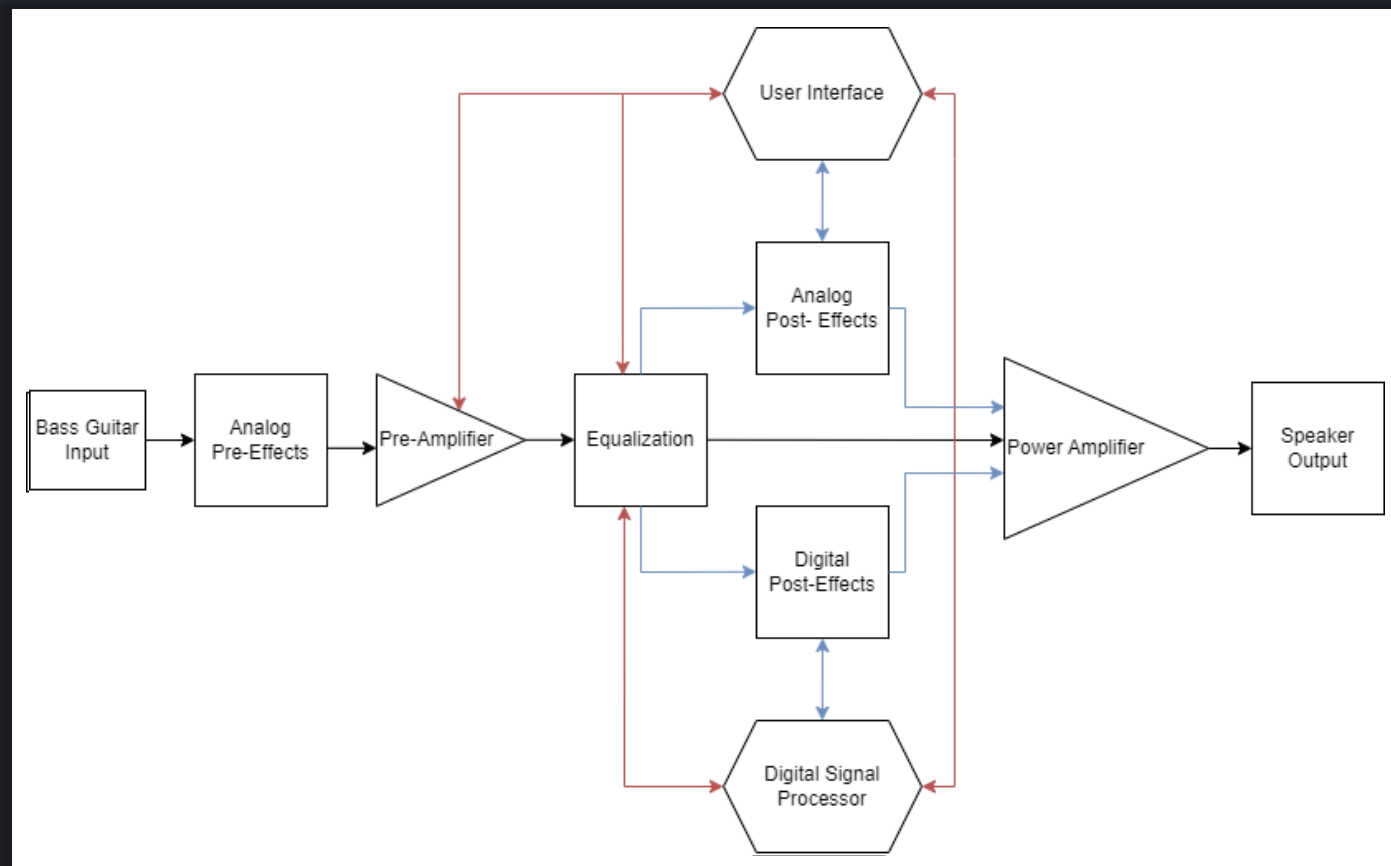 User Interface
Analog
Post- Effects
Bass Guitar
Input
Analog
Pre-Effects
Pre-Amplifier
Equalization
Power Amplifier
Speaker
Output
Digital
Post-Effects
Digital Signal
Processor